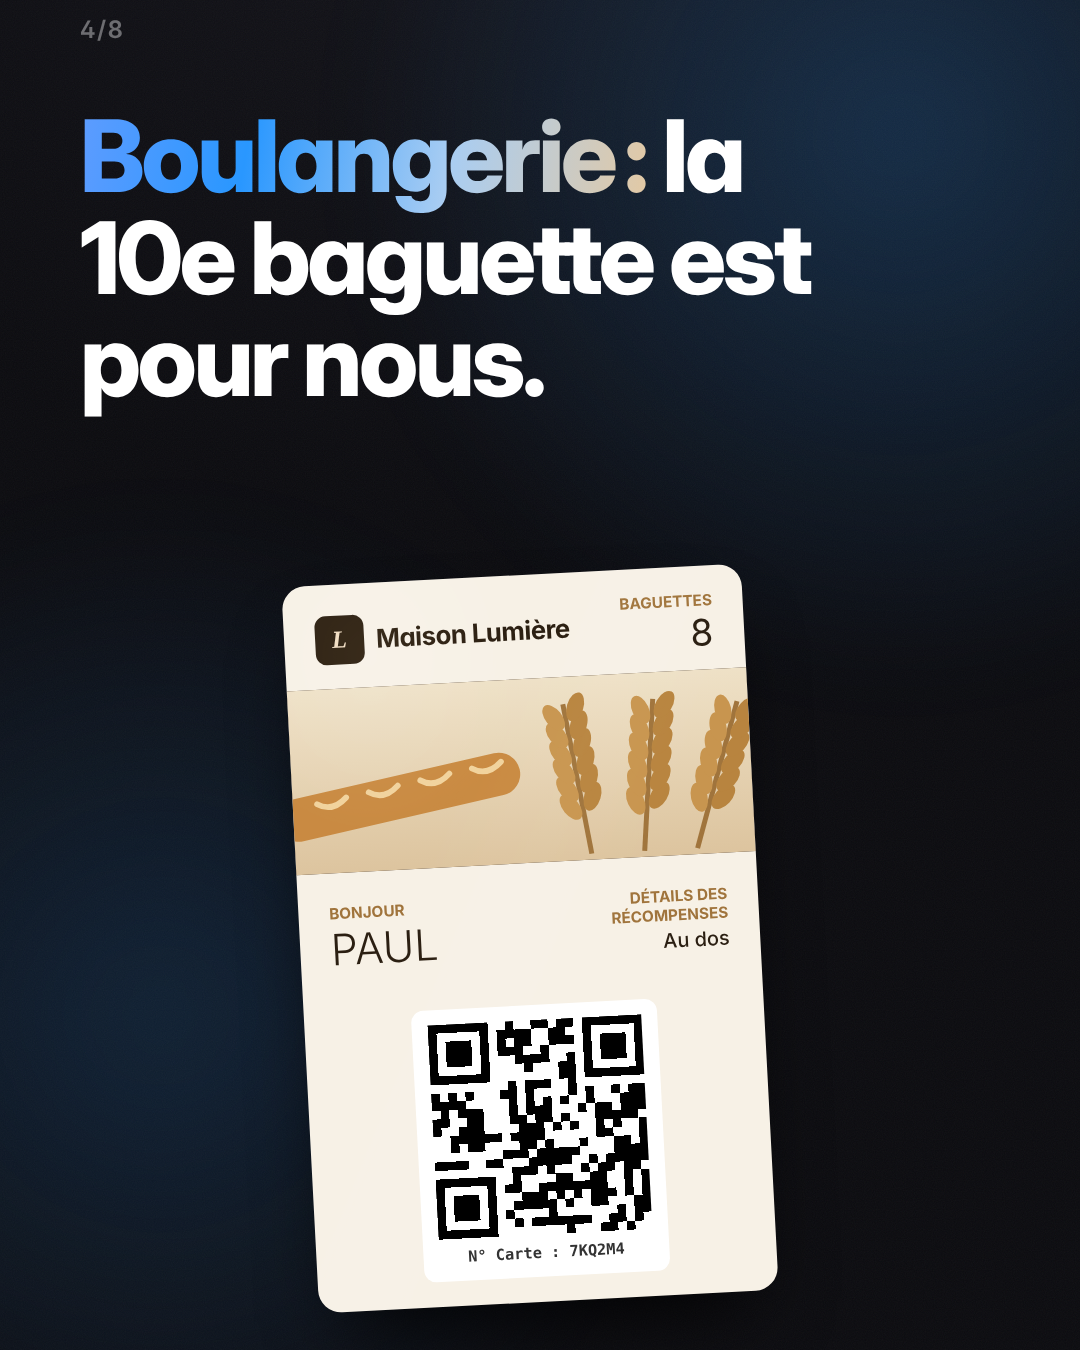 4/8
Boulangerie : la
10e baguette est
pour nous.
BAGUETTES
L Maison Lumière
8
BONJOUR
PAUL
DÉTAILS DES
RÉCOMPENSES
Au dos
N° Carte : 7KQ2M4